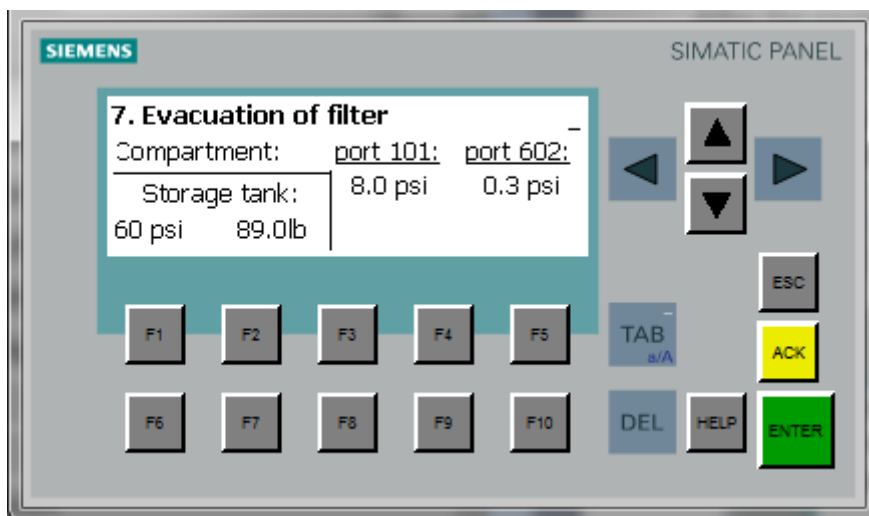 SIEMENS SIMATIC PANEL
7. Evacuation of filter _
Compartment: port 101: port 602:
Storage tank: 8.0 psi 0.3 psi
60 psi 89.0lb
ESC
F1 F2 F3 F4 F5 TAB a/A ACK
F6 F7 F8 F9 F10 DEL HELP ENTER